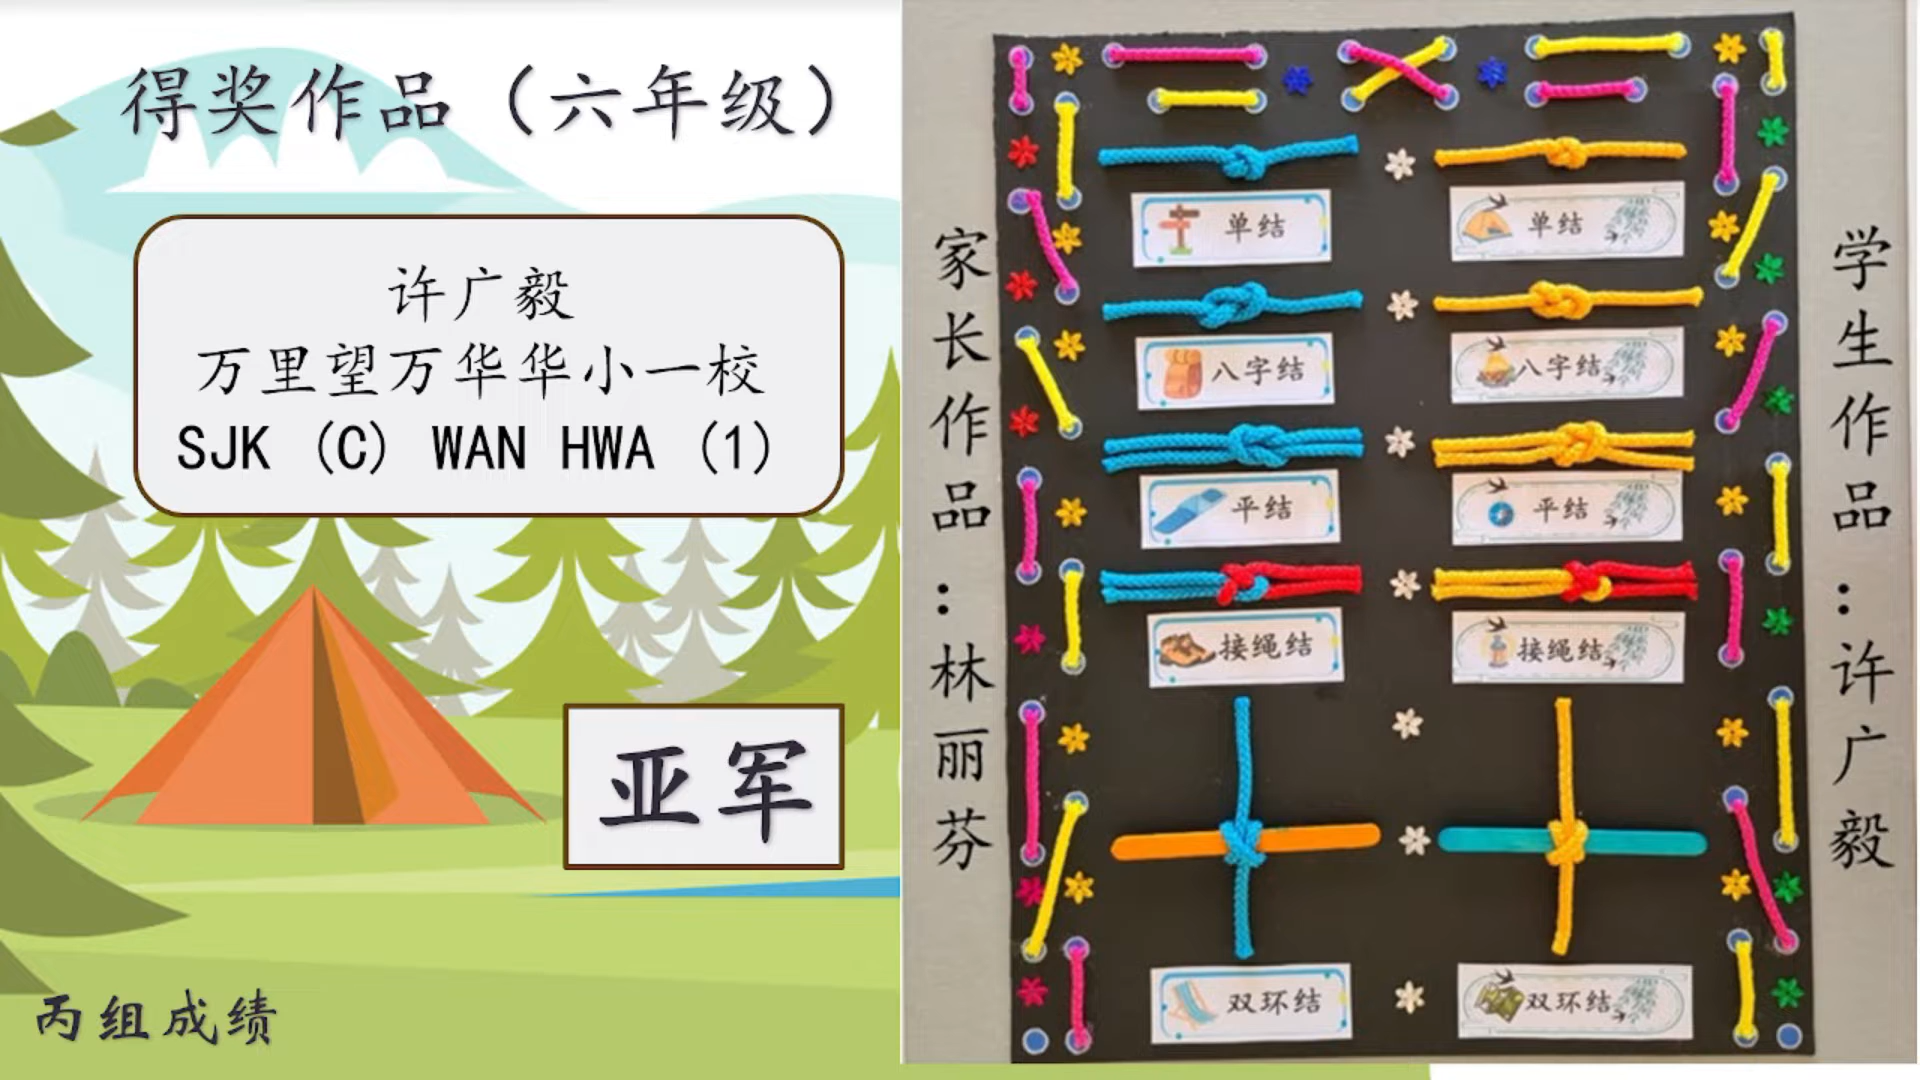 得奖作品（六年级）
许广毅
万里望万华华小一校
SJK (C) WAN HWA (1)
亚军
丙组成绩
家长作品：林丽芬
单结
单结
八字结
八字结
平结
平结
接绳结
接绳结
双环结
双环结
学生作品：许广毅